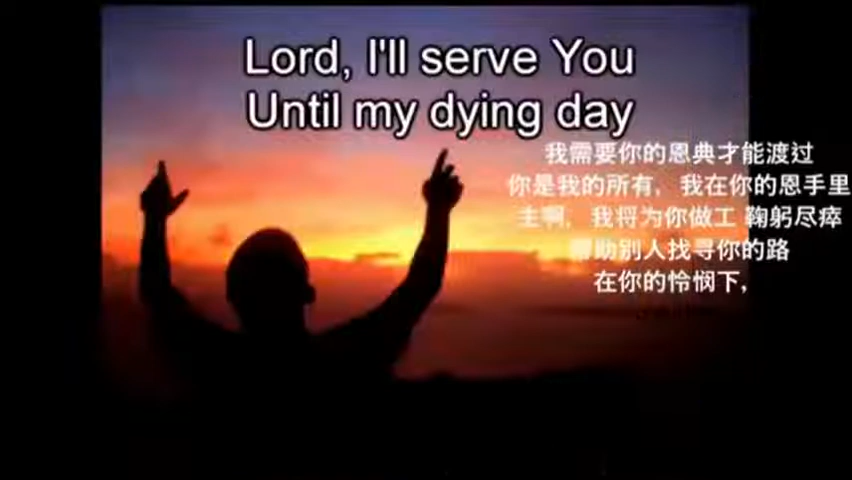 Lord, I'll serve You
Until my dying day
我需要你的恩典才能渡过
你是我的所有，我在你的恩手里
主啊，我将为你做工 鞠躬尽瘁
帮助别人找寻你的路
在你的怜悯下，